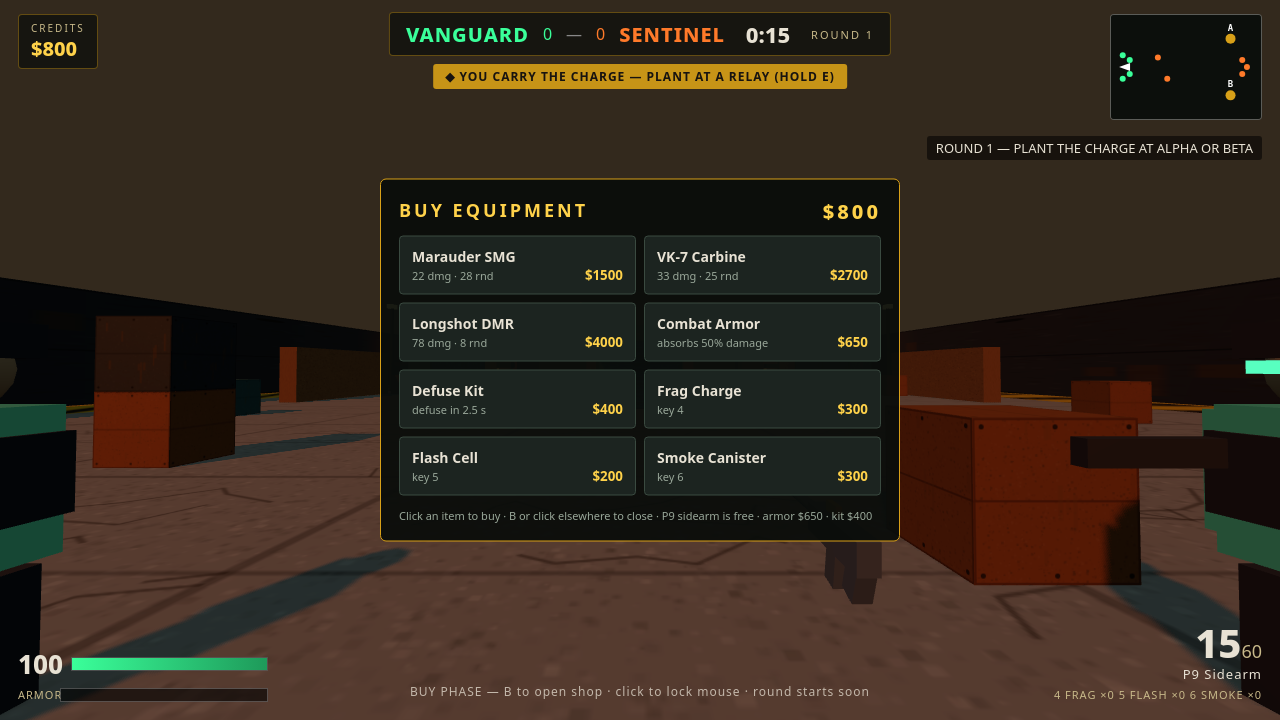 CREDITS
$800
VANGUARD 0 — 0 SENTINEL 0:15 ROUND 1
◆ YOU CARRY THE CHARGE — PLANT AT A RELAY (HOLD E)
A
B
ROUND 1 — PLANT THE CHARGE AT ALPHA OR BETA
BUY EQUIPMENT $800
Marauder SMG
22 dmg · 28 rnd $1500
VK-7 Carbine
33 dmg · 25 rnd $2700
Longshot DMR
78 dmg · 8 rnd $4000
Combat Armor
absorbs 50% damage $650
Defuse Kit
defuse in 2.5 s $400
Frag Charge
key 4 $300
Flash Cell
key 5 $200
Smoke Canister
key 6 $300
Click an item to buy · B or click elsewhere to close · P9 sidearm is free · armor $650 · kit $400
100
ARMOR
BUY PHASE — B to open shop · click to lock mouse · round starts soon
15 60
P9 Sidearm
4 FRAG ×0 5 FLASH ×0 6 SMOKE ×0